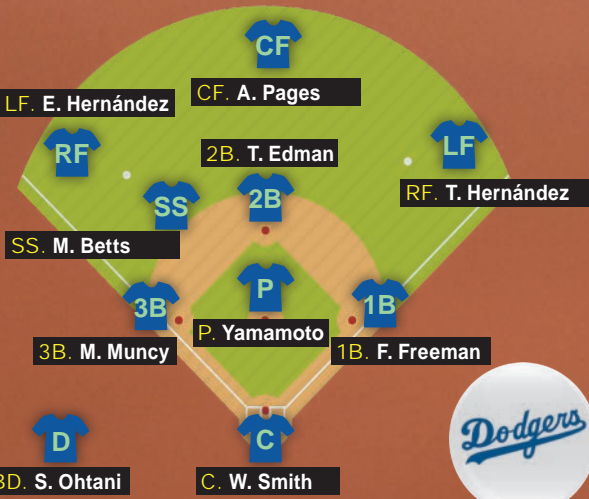 CF
CF. A. Pages
LF. E. Hernández
RF
LF
2B. T. Edman
RF. T. Hernández
SS
2B
SS. M. Betts
P
3B
1B
P. Yamamoto
3B. M. Muncy
1B. F. Freeman
Dodgers
D
C
BD. S. Ohtani
C. W. Smith